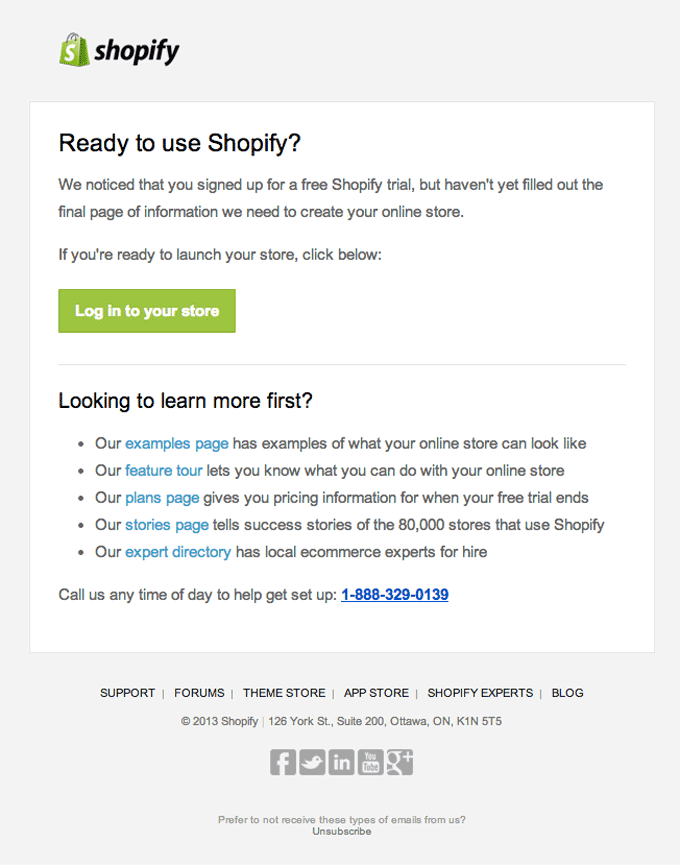 shopify
Ready to use Shopify?
We noticed that you signed up for a free Shopify trial, but haven't yet filled out the
final page of information we need to create your online store.
If you're ready to launch your store, click below:
Log in to your store
Looking to learn more first?
• Our examples page has examples of what your online store can look like
• Our feature tour lets you know what you can do with your online store
• Our plans page gives you pricing information for when your free trial ends
• Our stories page tells success stories of the 80,000 stores that use Shopify
• Our expert directory has local ecommerce experts for hire
Call us any time of day to help get set up: 1-888-329-0139
SUPPORT | FORUMS | THEME STORE | APP STORE | SHOPIFY EXPERTS | BLOG
© 2013 Shopify | 126 York St., Suite 200, Ottawa, ON, K1N 5T5
f in You Tube g+
Prefer to not receive these types of emails from us?
Unsubscribe